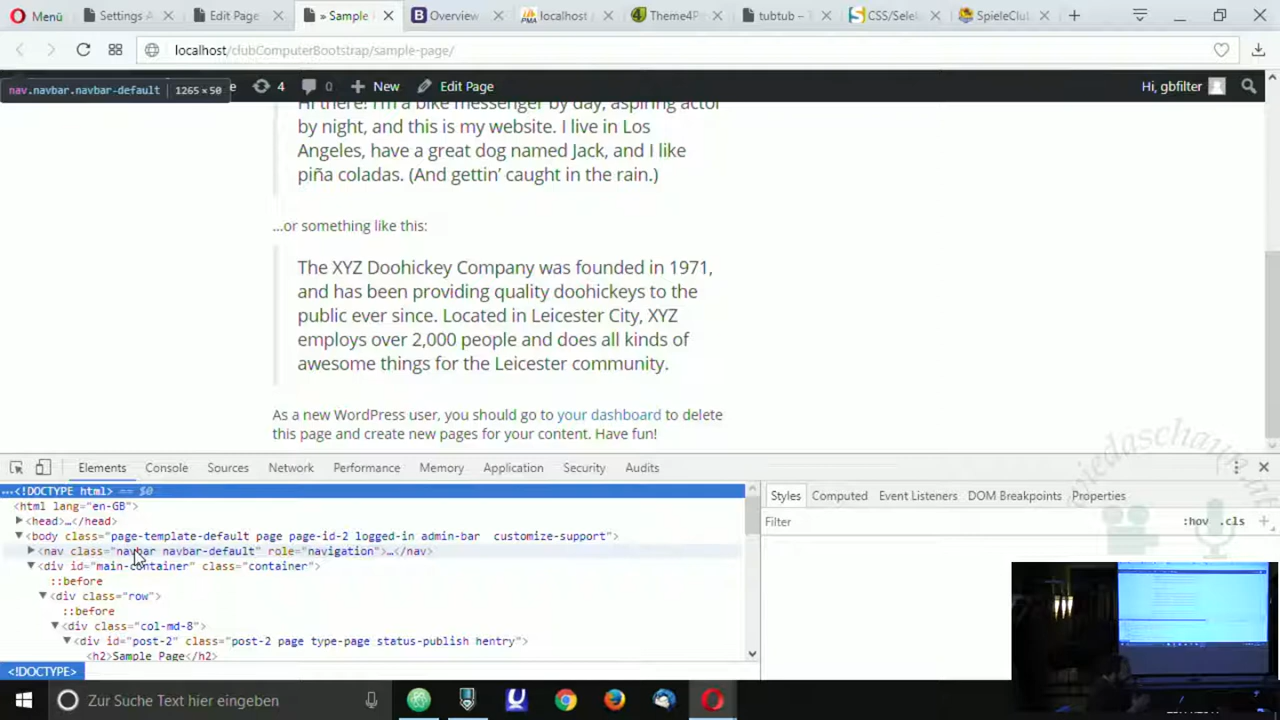 Menü
Settings
Edit Page
» Sample
Overview
localhost
Theme4P
tubtub –
CSS/Sele
SpieleClu
localhost/clubComputerBootstrap/sample-page/
nav.navbar.navbar-default 1265×50
e 4 0 New Edit Page Hi, gbfilter
Hi there! I'm a bike messenger by day, aspiring actor
by night, and this is my website. I live in Los
Angeles, have a great dog named Jack, and I like
piña coladas. (And gettin’ caught in the rain.)
...or something like this:
The XYZ Doohickey Company was founded in 1971,
and has been providing quality doohickeys to the
public ever since. Located in Leicester City, XYZ
employs over 2,000 people and does all kinds of
awesome things for the Leicester community.
As a new WordPress user, you should go to your dashboard to delete
this page and create new pages for your content. Have fun!
Elements Console Sources Network Performance Memory Application Security Audits
...<!DOCTYPE html> == $0
<html lang="en-GB">
<head>…</head>
<body class="page-template-default page page-id-2 logged-in admin-bar customize-support">
<nav class="navbar navbar-default" role="navigation">…</nav>
<div id="main-container" class="container">
::before
<div class="row">
::before
<div class="col-md-8">
<div id="post-2" class="post-2 page type-page status-publish hentry">
<h2>Sample Page</h2>
<!DOCTYPE>
Styles Computed Event Listeners DOM Breakpoints Properties
Filter :hov .cls
Zur Suche Text hier eingeben